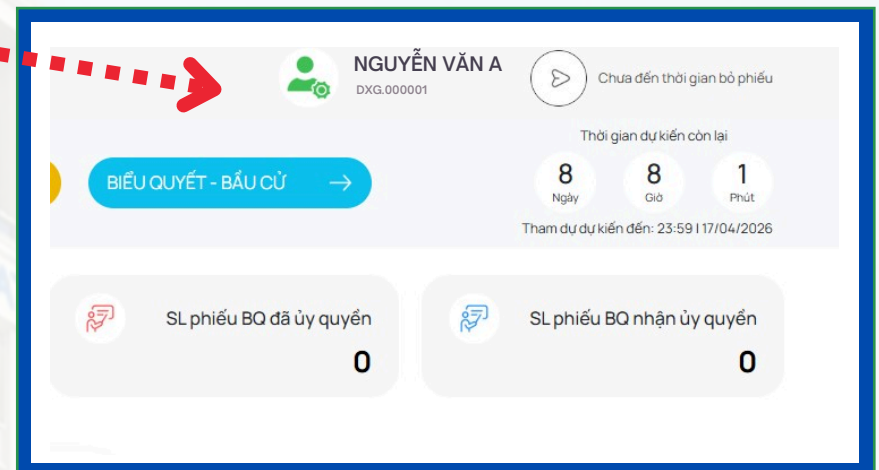 NGUYỄN VĂN A
DXG.000001
Chưa đến thời gian bỏ phiếu
Thời gian dự kiến còn lại
BIỂU QUYẾT - BẦU CỬ
8 8 1
Ngày Giờ Phút
Tham dự dự kiến đến: 23:59 | 17/04/2026
SL phiếu BQ đã ủy quyền
0
SL phiếu BQ nhận ủy quyền
0